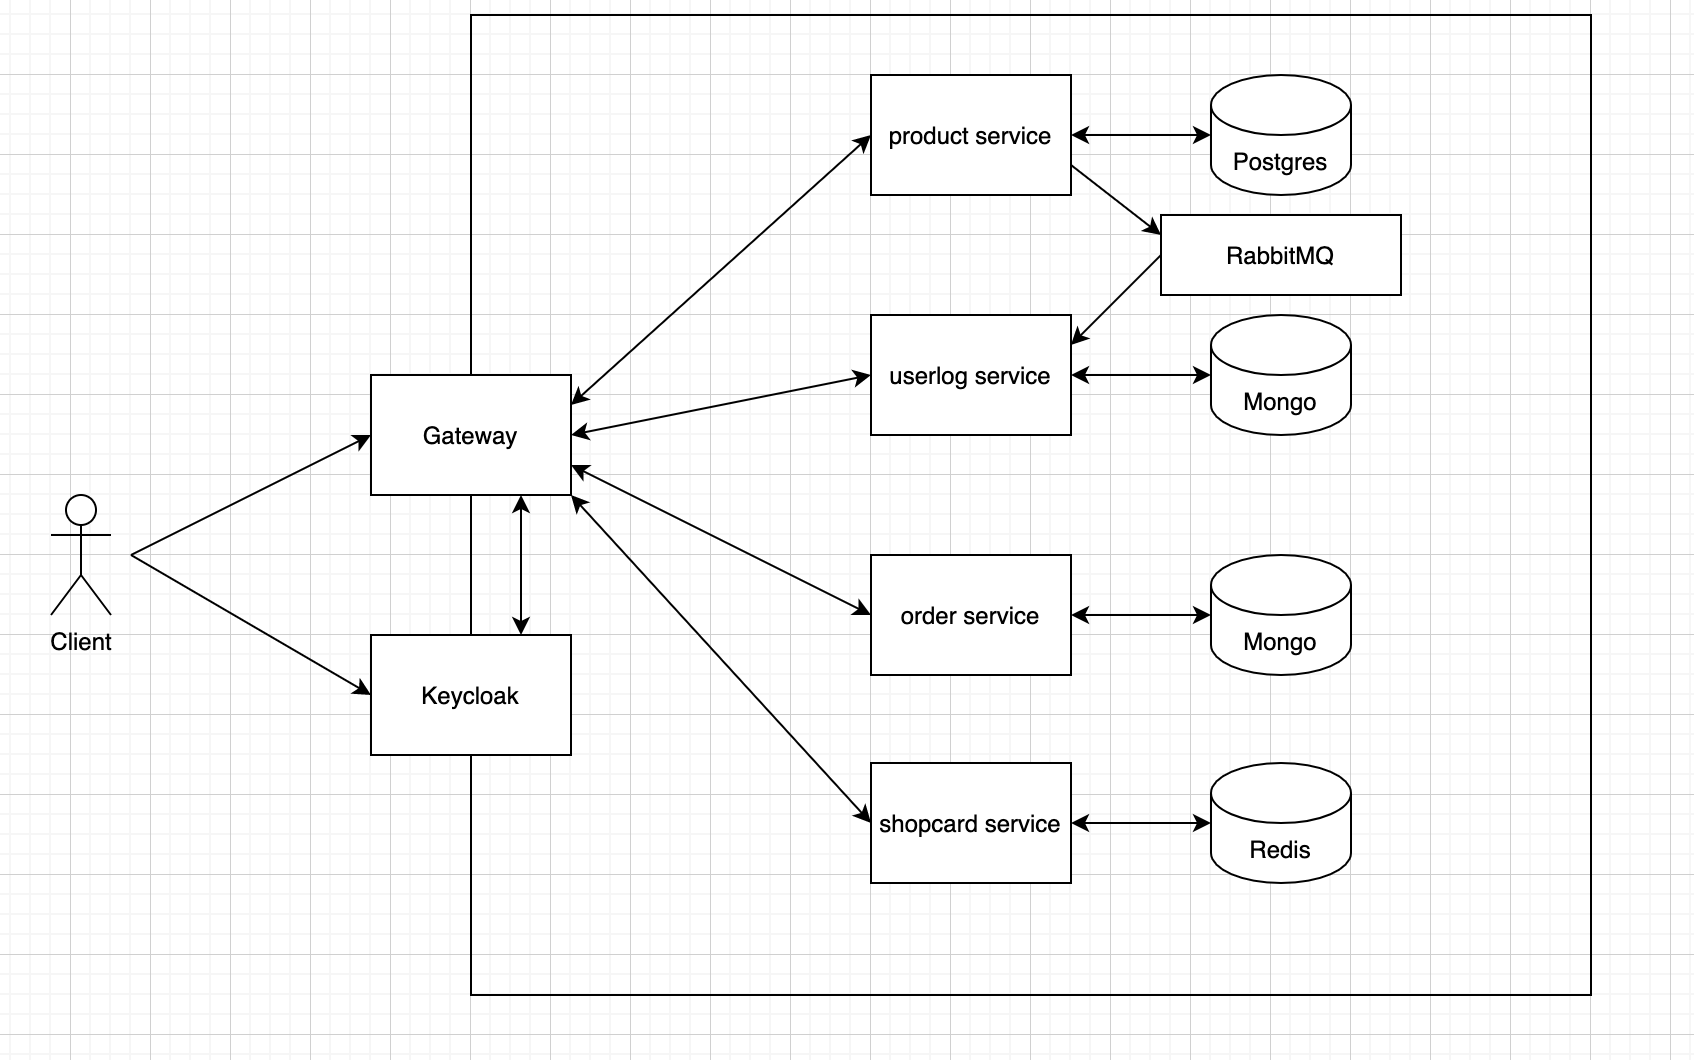 product service
Postgres
RabbitMQ
userlog service
Mongo
Gateway
order service
Mongo
Client
Keycloak
shopcard service
Redis